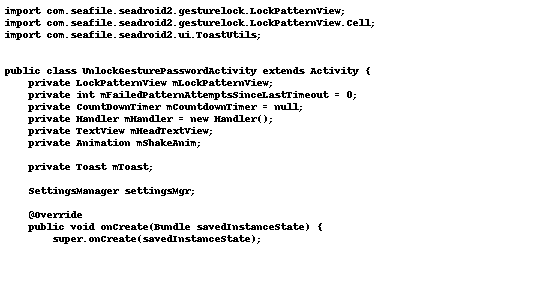 import com.seafile.seadroid2.gesturelock.LockPatternView;
import com.seafile.seadroid2.gesturelock.LockPatternView.Cell;
import com.seafile.seadroid2.ui.ToastUtils;
public class UnlockGesturePasswordActivity extends Activity {
private LockPatternView mLockPatternView;
private int mFailedPatternAttemptsSinceLastTimeout = 0;
private CountDownTimer mCountdownTimer = null;
private Handler mHandler = new Handler();
private TextView mHeadTextView;
private Animation mShakeAnim;
private Toast mToast;
SettingsManager settingsMgr;
@Override
public void onCreate(Bundle savedInstanceState) {
super.onCreate(savedInstanceState);